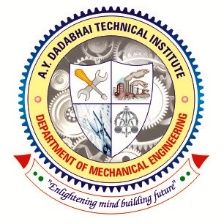 A.Y. DADABHAI TECHNICAL INSTITUTE
DEPARTMENT OF MECHANICAL ENGINEERING
"Enlightening mind building future"